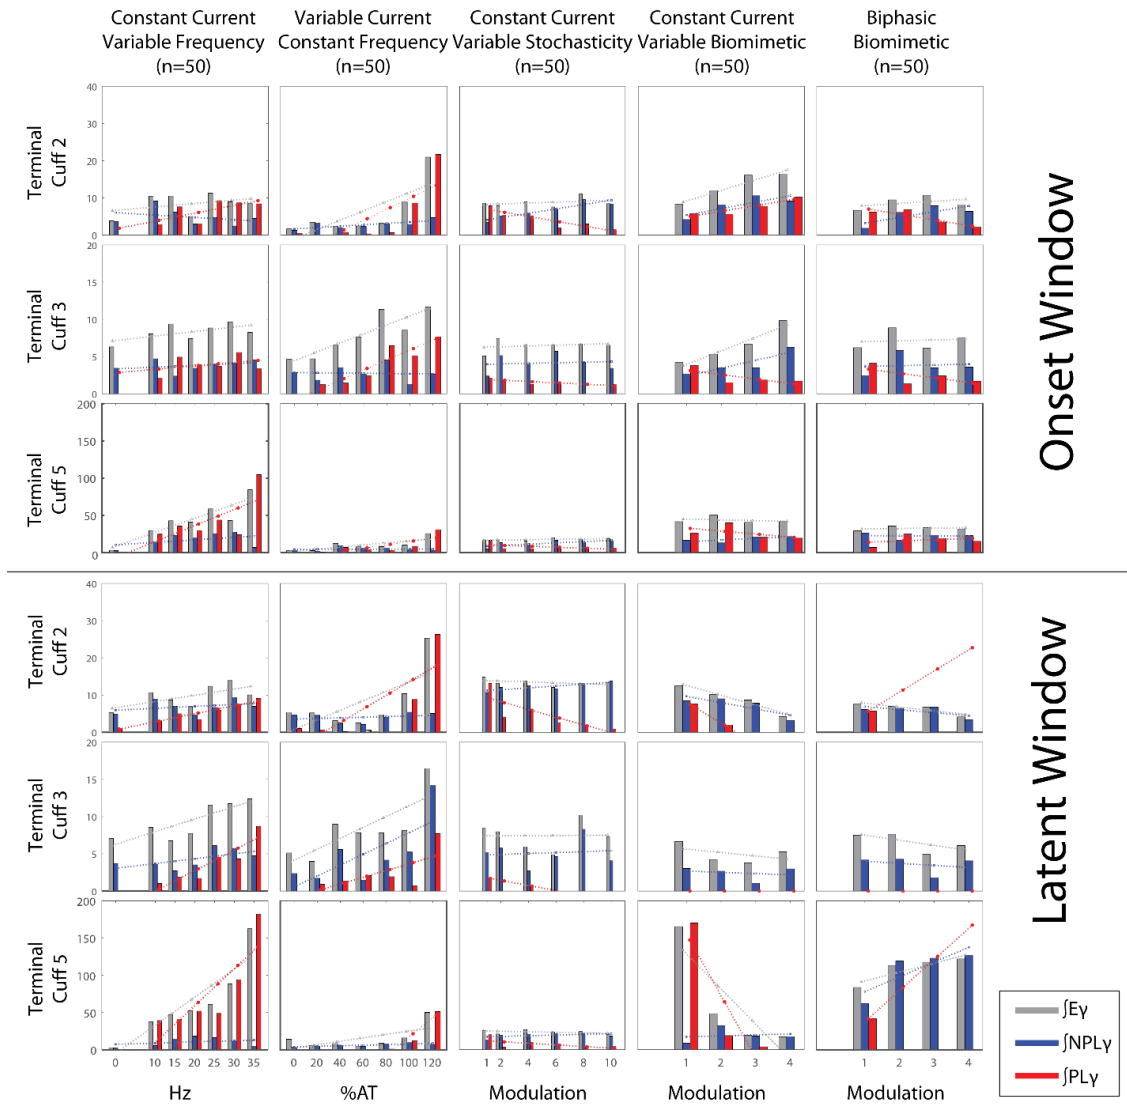 Constant Current
Variable Frequency
(n=50)
Variable Current
Constant Frequency
(n=50)
Constant Current
Variable Stochasticity
(n=50)
Constant Current
Variable Biomimetic
(n=50)
Biphasic
Biomimetic
(n=50)
Terminal
Cuff 2
40
30
20
10
0
Terminal
Cuff 3
20
15
10
5
0
Terminal
Cuff 5
200
150
100
50
0
Onset Window
Terminal
Cuff 2
40
30
20
10
0
Terminal
Cuff 3
20
15
10
5
0
Terminal
Cuff 5
200
150
100
50
0
Latent Window
0 10 15 20 25 30 35
0 20 40 60 80 100 120
1 2 4 6 8 10
1 2 3 4
1 2 3 4
Hz
%AT
Modulation
Modulation
Modulation
∫Eγ
∫NPLγ
∫PLγ